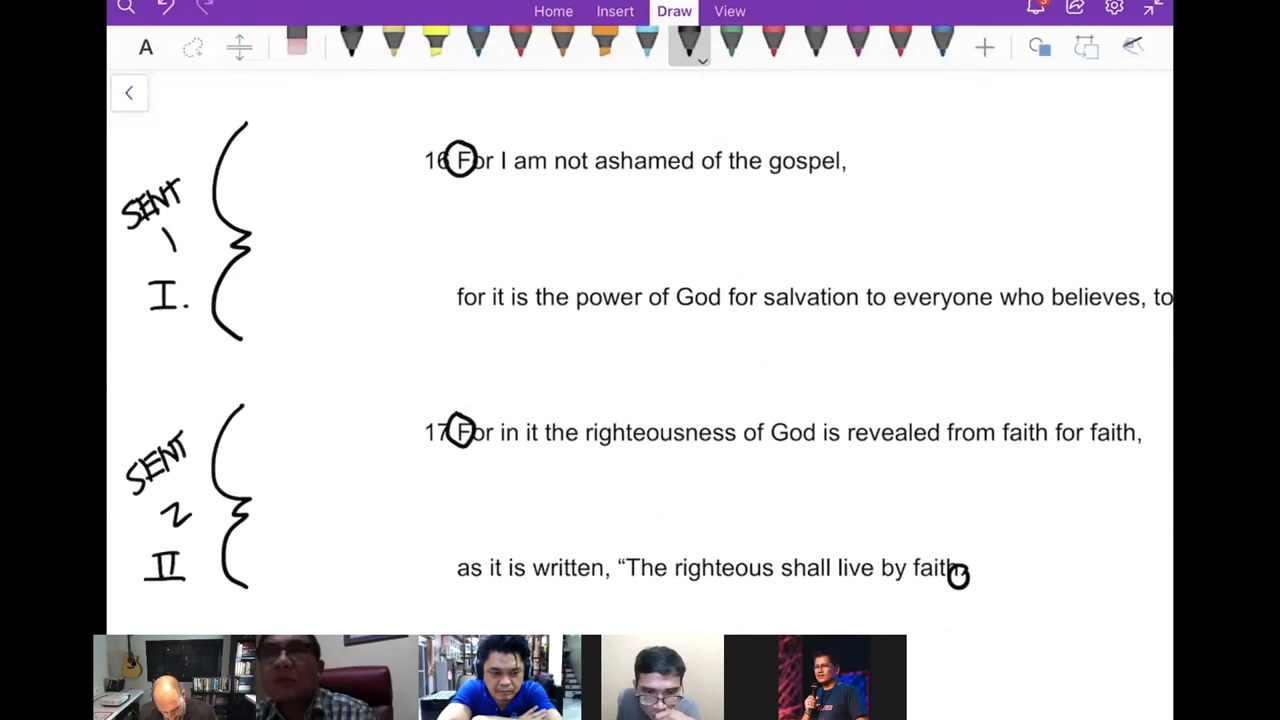 Home Insert Draw View
A
16 For I am not ashamed of the gospel,
SENT
1
I.
for it is the power of God for salvation to everyone who believes, to
17 For in it the righteousness of God is revealed from faith for faith,
SENT
2
II
as it is written, “The righteous shall live by faith.